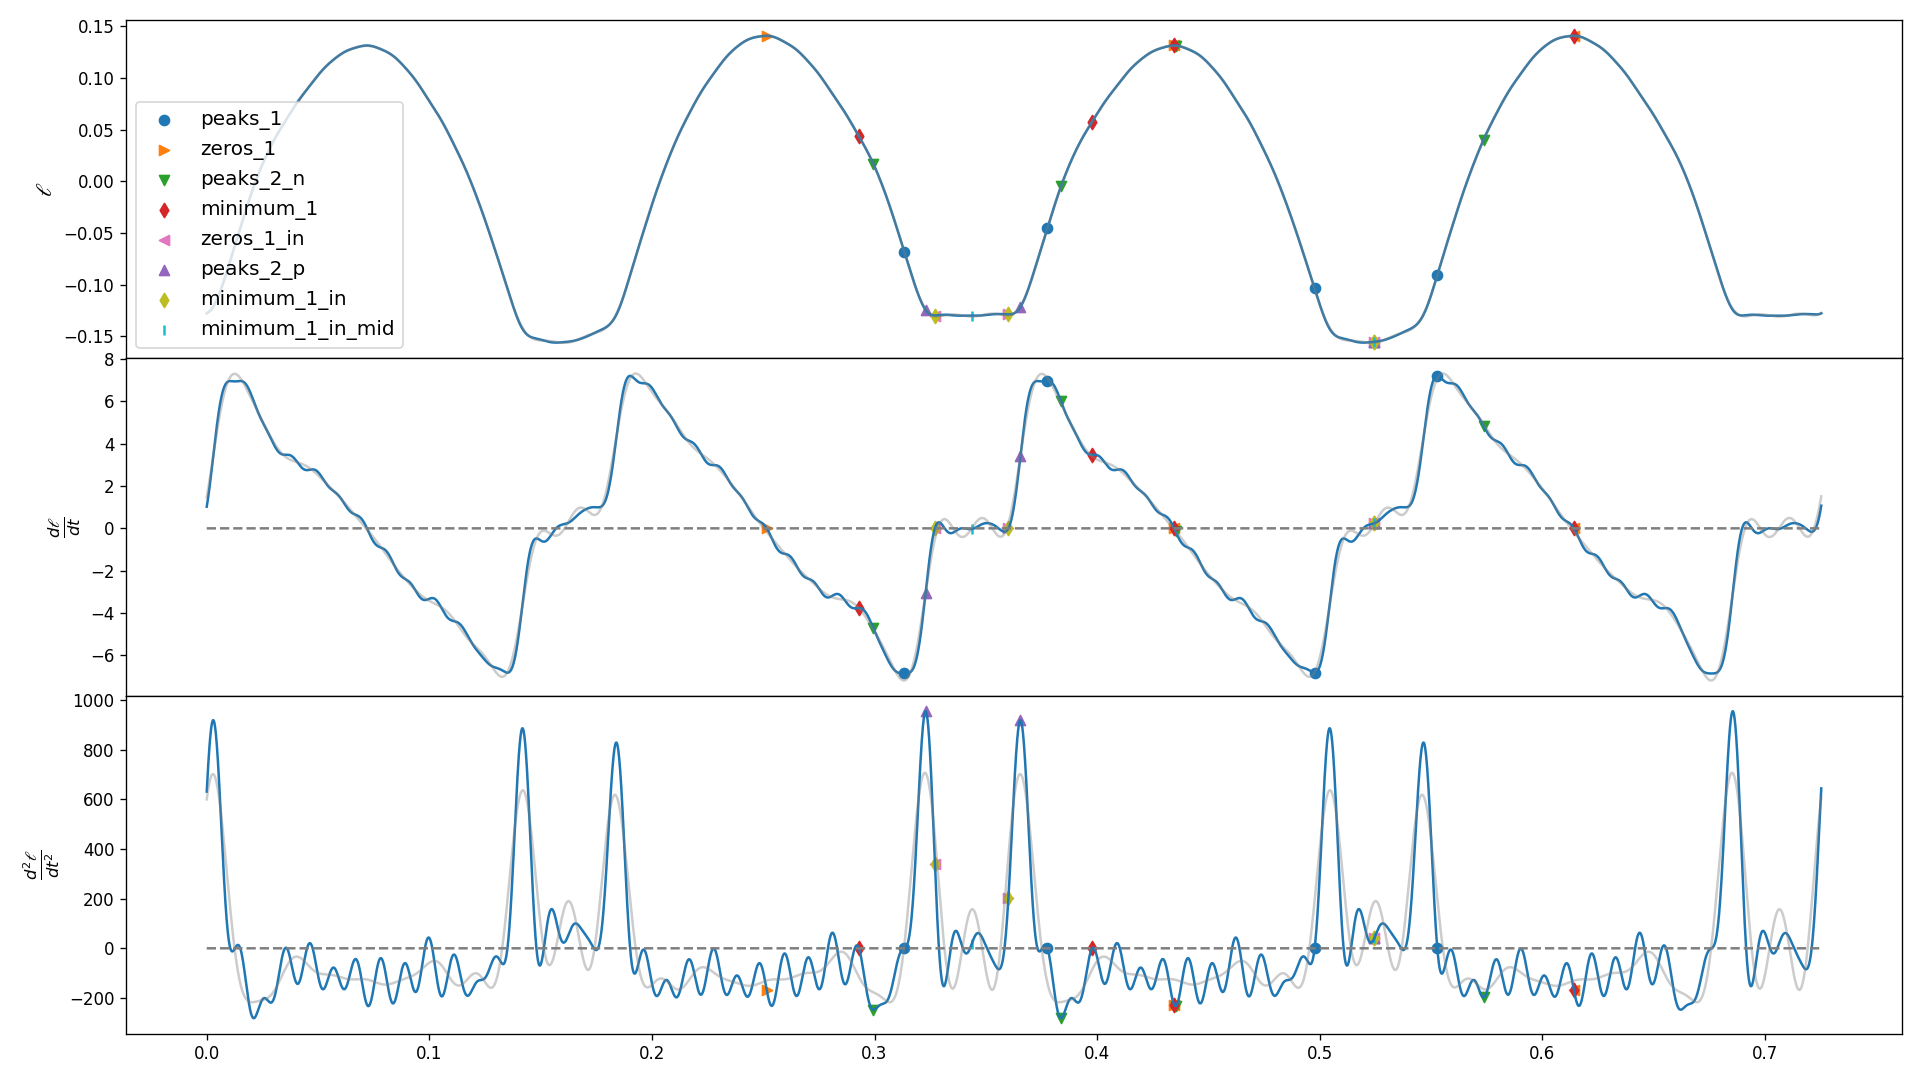 0.15
0.10
0.05
0.00
−0.05
−0.10
−0.15
ℓ
peaks_1
zeros_1
peaks_2_n
minimum_1
zeros_1_in
peaks_2_p
minimum_1_in
minimum_1_in_mid
8
6
4
2
0
−2
−4
−6
dℓ
dt
1000
800
600
400
200
0
−200
d²ℓ
dt²
0.0 0.1 0.2 0.3 0.4 0.5 0.6 0.7